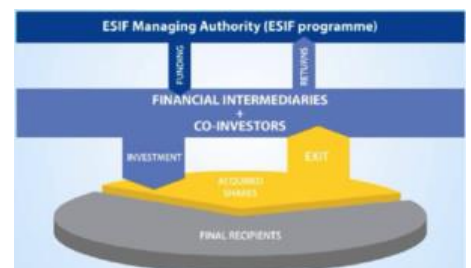 ESIF Managing Authority (ESIF programme)
FUNDING
RETURNS
FINANCIAL INTERMEDIARIES
+
CO-INVESTORS
INVESTMENT
EXIT
ACQUIRED
SHARES
FINAL RECIPIENTS